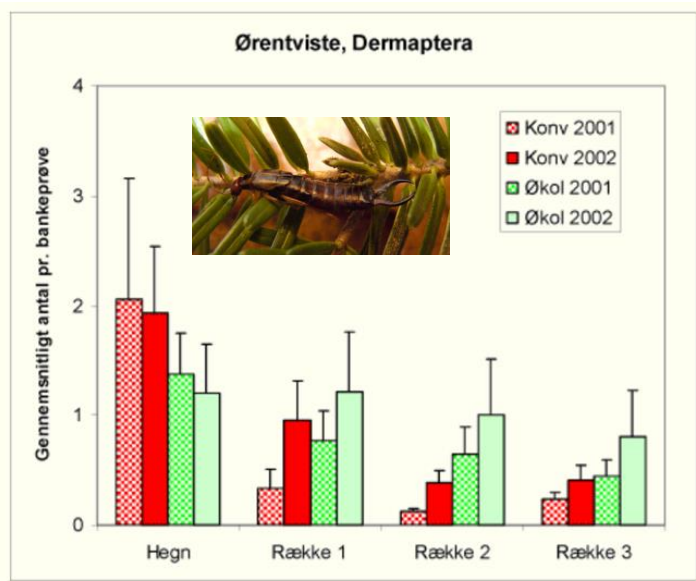 Ørentviste, Dermaptera
Gennemsnitligt antal pr. bankeprøve
4
3
2
1
0
Konv 2001
Konv 2002
Økol 2001
Økol 2002
Hegn
Række 1
Række 2
Række 3